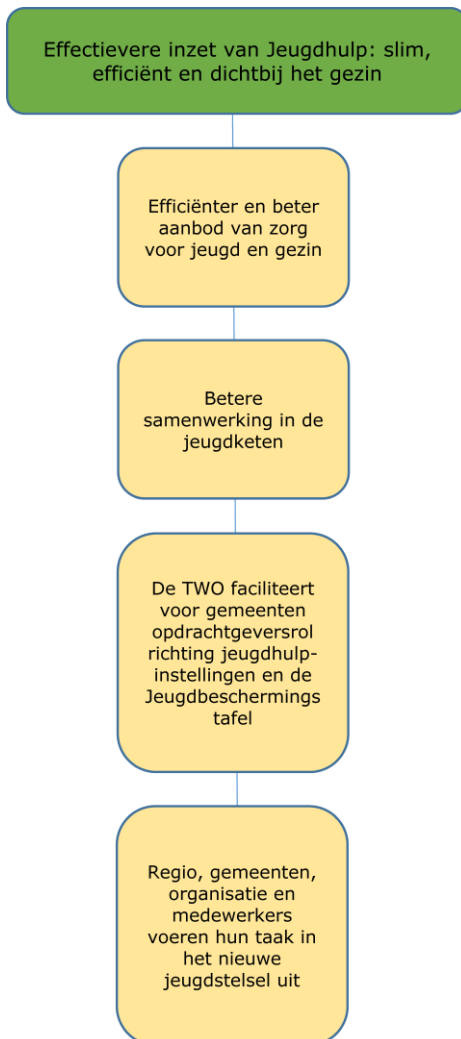 Effectievere inzet van Jeugdhulp: slim,
efficiënt en dichtbij het gezin
Efficiënter en beter
aanbod van zorg
voor jeugd en gezin
Betere
samenwerking in de
jeugdketen
De TWO faciliteert
voor gemeenten
opdrachtgeversrol
richting jeugdhulp-
instellingen en de
Jeugdbeschermings
tafel
Regio, gemeenten,
organisatie en
medewerkers
voeren hun taak in
het nieuwe
jeugdstelsel uit